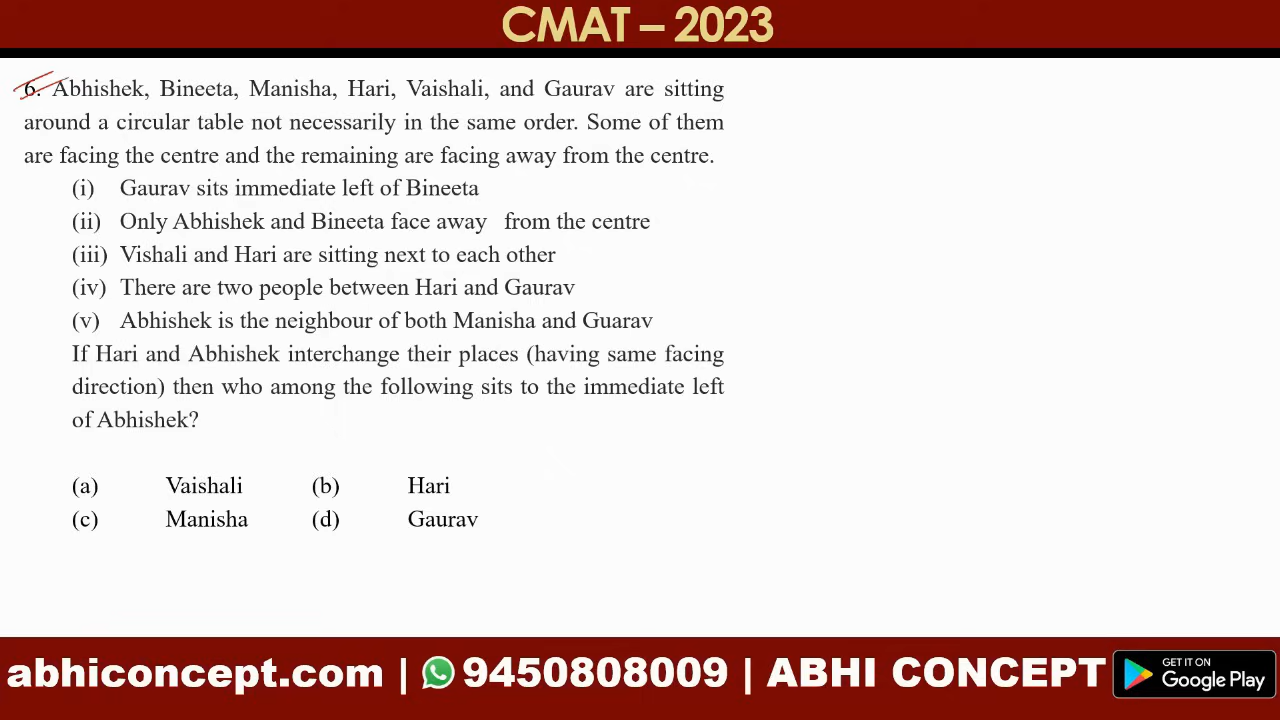 CMAT – 2023
6. Abhishek, Bineeta, Manisha, Hari, Vaishali, and Gaurav are sitting
around a circular table not necessarily in the same order. Some of them
are facing the centre and the remaining are facing away from the centre.
(i) Gaurav sits immediate left of Bineeta
(ii) Only Abhishek and Bineeta face away from the centre
(iii) Vishali and Hari are sitting next to each other
(iv) There are two people between Hari and Gaurav
(v) Abhishek is the neighbour of both Manisha and Guarav
If Hari and Abhishek interchange their places (having same facing
direction) then who among the following sits to the immediate left
of Abhishek?
(a) Vaishali (b) Hari
(c) Manisha (d) Gaurav
abhiconcept.com | 9450808009 | ABHI CONCEPT
GET IT ON
Google Play